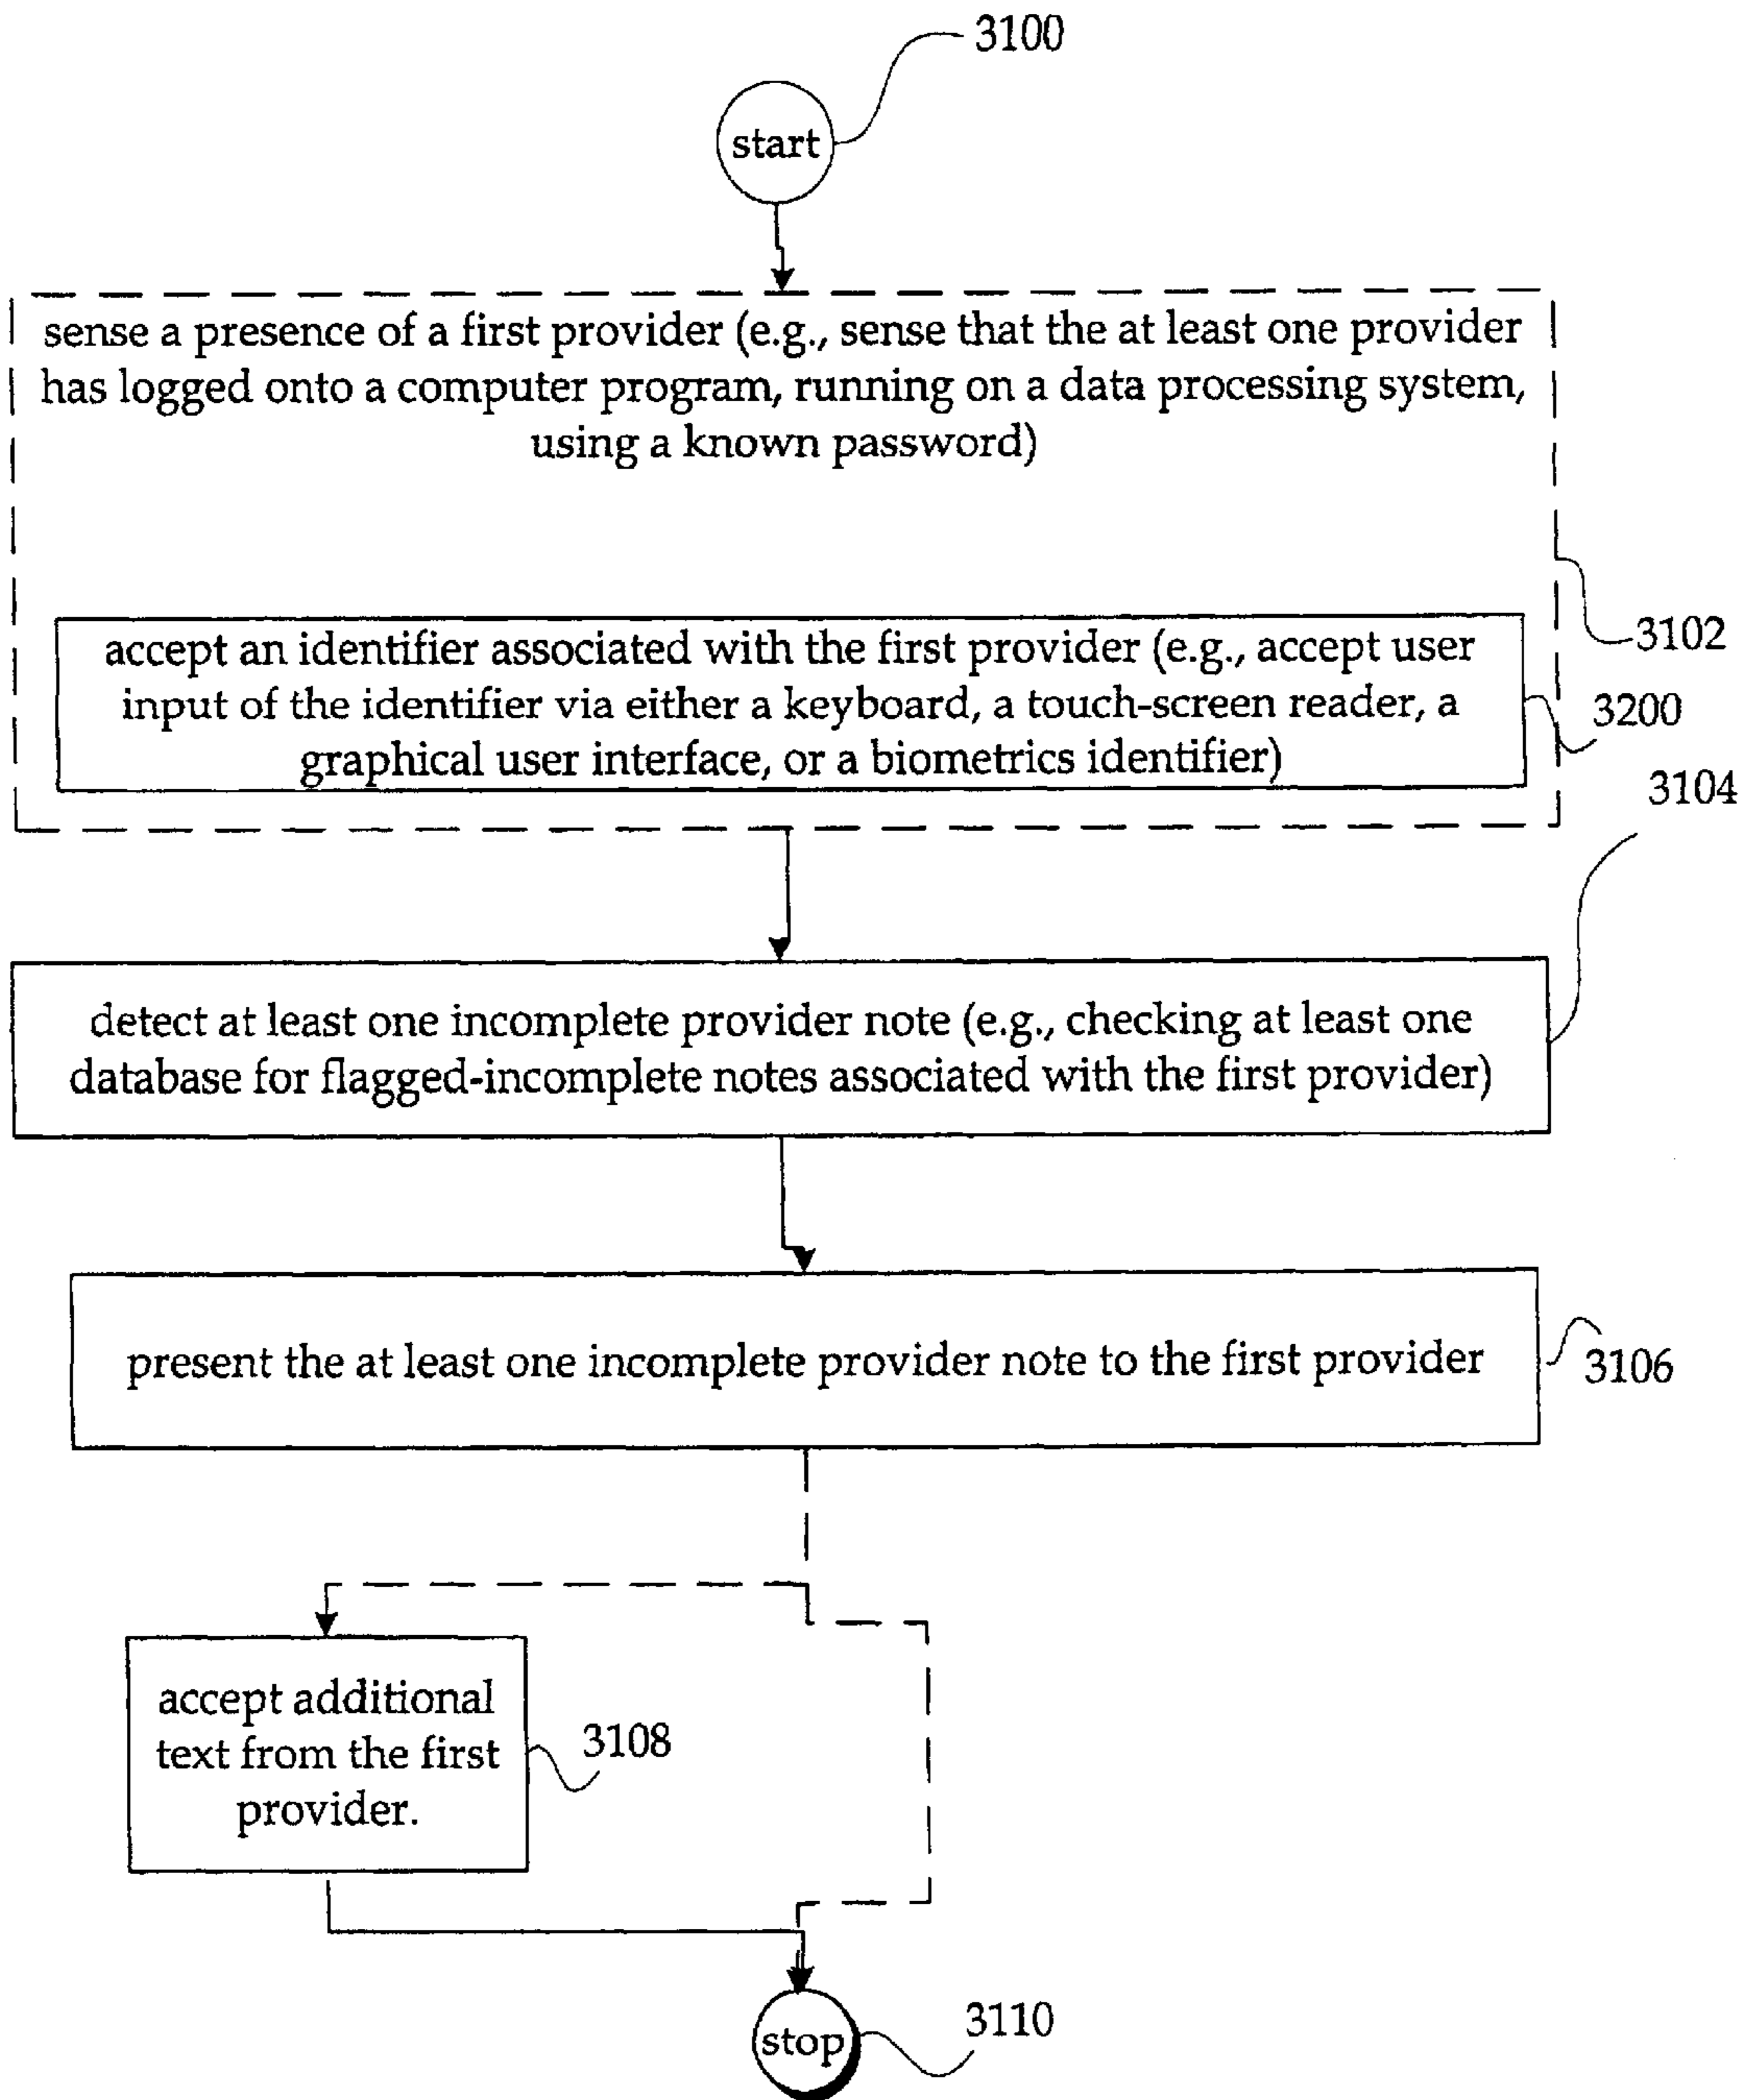 3100
start
sense a presence of a first provider (e.g., sense that the at least one provider
has logged onto a computer program, running on a data processing system,
using a known password)
3102
accept an identifier associated with the first provider (e.g., accept user
input of the identifier via either a keyboard, a touch-screen reader, a
graphical user interface, or a biometrics identifier)
3200
3104
detect at least one incomplete provider note (e.g., checking at least one
database for flagged-incomplete notes associated with the first provider)
present the at least one incomplete provider note to the first provider
3106
accept additional
text from the first
provider.
3108
stop
3110